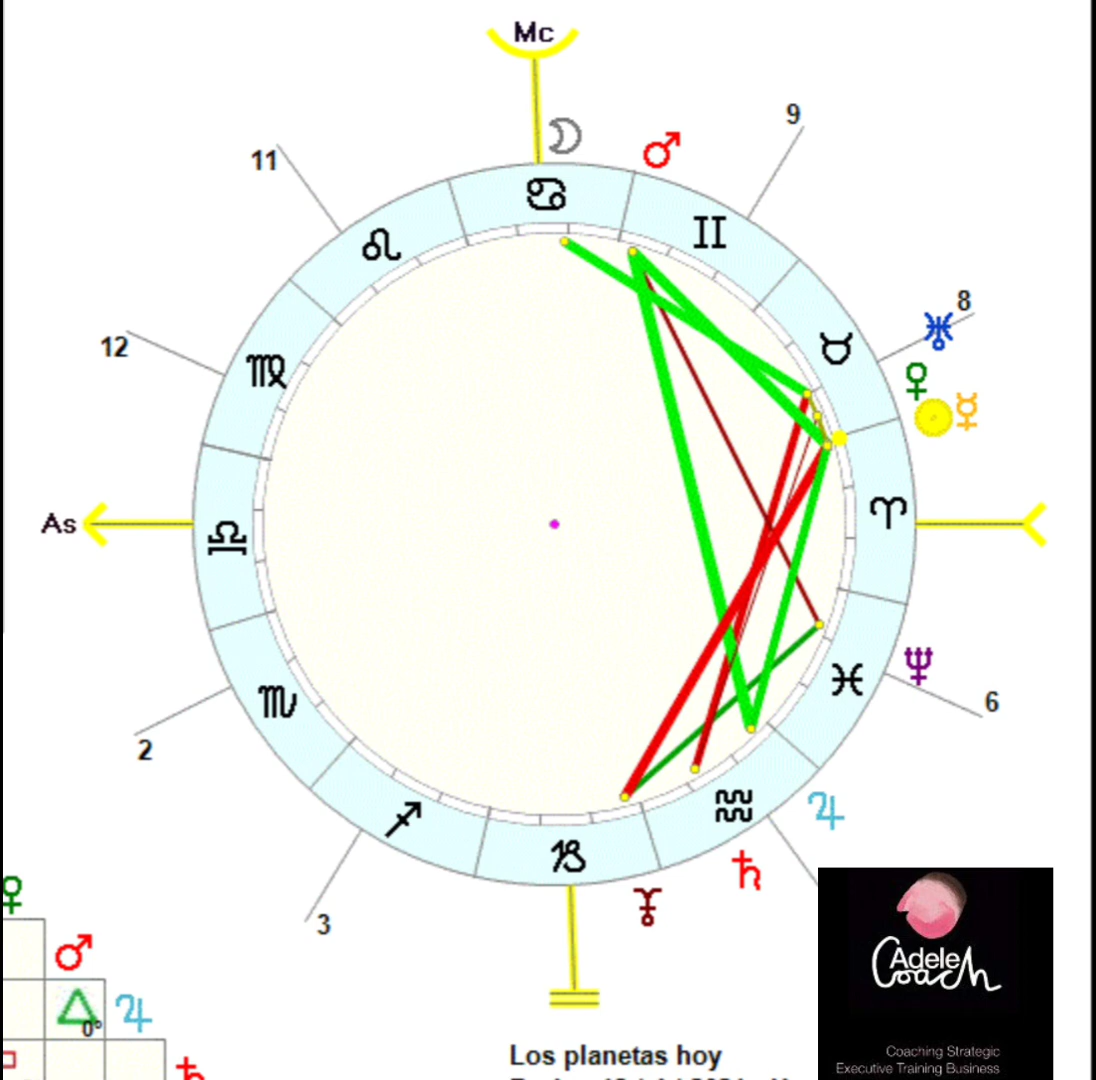 Mc
9
11
8
12
As
6
2
3
0°
Los planetas hoy
Adele
Coach
Coaching Strategic
Executive Training Business